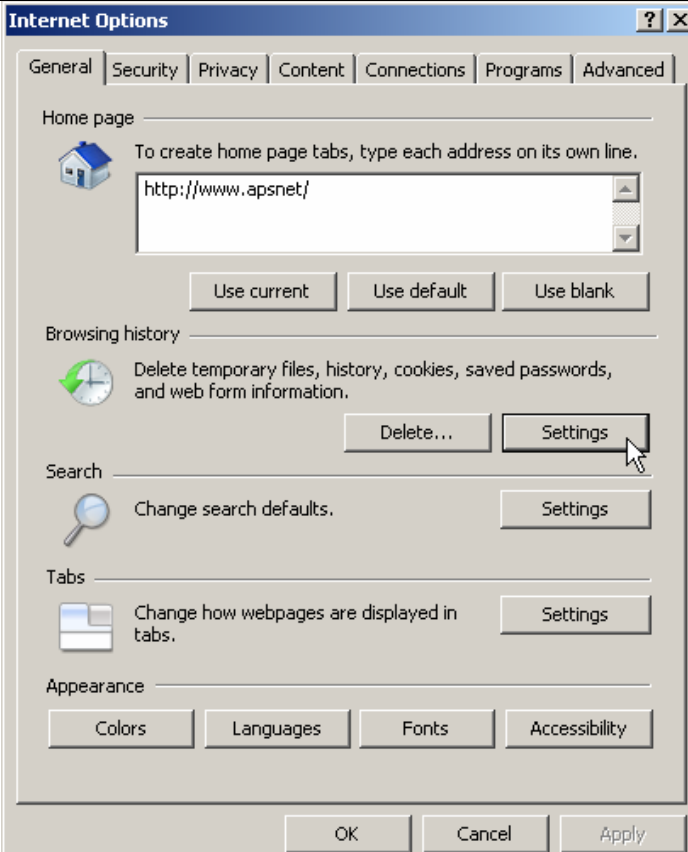 Internet Options
General Security Privacy Content Connections Programs Advanced
Home page
To create home page tabs, type each address on its own line.
http://www.apsnet/
Use current Use default Use blank
Browsing history
Delete temporary files, history, cookies, saved passwords,
and web form information.
Delete... Settings
Search
Change search defaults. Settings
Tabs
Change how webpages are displayed in
tabs.
Settings
Appearance
Colors Languages Fonts Accessibility
OK Cancel Apply